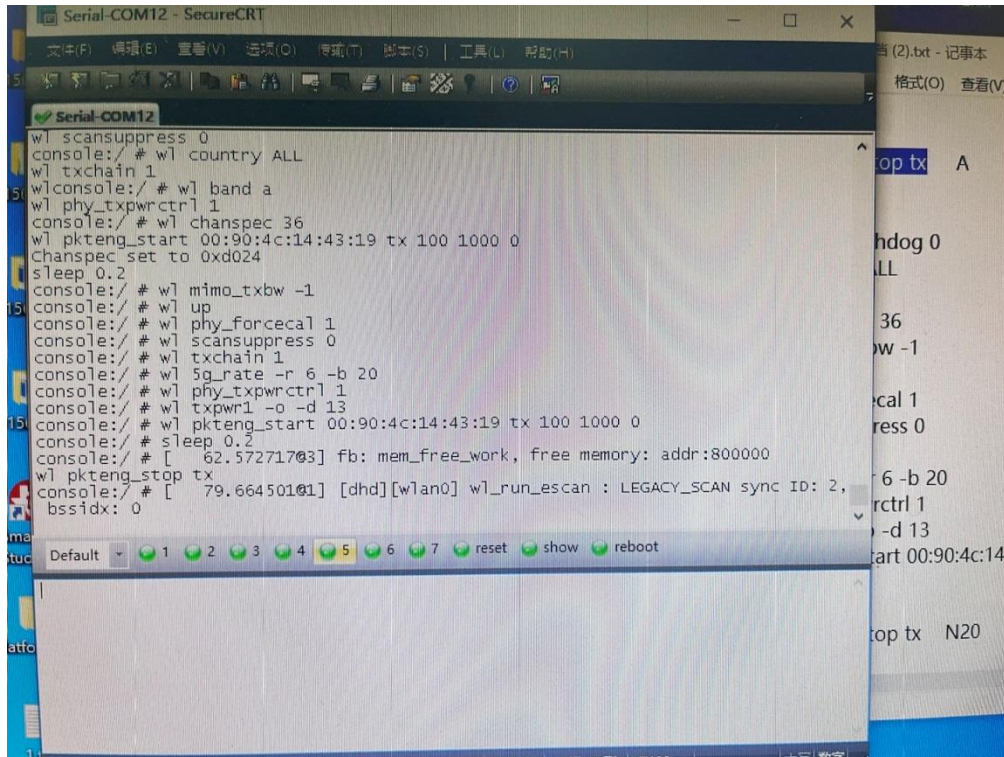 Serial-COM12 - SecureCRT
文件(F) 编辑(E) 查看(V) 选项(O) 传输(T) 脚本(S) 工具(L) 帮助(H)
Serial-COM12
wl scansuppress 0
console:/ # wl country ALL
wl txchain 1
wlconsole:/ # wl band a
wl phy_txpwrctrl 1
console:/ # wl chanspec 36
wl pkteng_start 00:90:4c:14:43:19 tx 100 1000 0
Chanspec set to 0xd024
sleep 0.2
console:/ # wl mimo_txbw -1
console:/ # wl up
console:/ # wl phy_forcecal 1
console:/ # wl scansuppress 0
console:/ # wl txchain 1
console:/ # wl 5g_rate -r 6 -b 20
console:/ # wl phy_txpwrctrl 1
console:/ # wl txpwr1 -o -d 13
console:/ # wl pkteng_start 00:90:4c:14:43:19 tx 100 1000 0
console:/ # sleep 0.2
console:/ # [   62.572717@3] fb: mem_free_work, free memory: addr:800000
wl pkteng_stop tx
console:/ # [   79.664501@1] [dhd][wlan0] wl_run_escan : LEGACY_SCAN sync ID: 2,
bssidx: 0
Default 1 2 3 4 5 6 7 reset show reboot
(2).txt - 记事本
格式(O) 查看(V
top tx A
hdog 0
ALL
36
ow -1
ecal 1
ress 0
r 6 -b 20
rctrl 1
-d 13
tart 00:90:4c:14
top tx N20